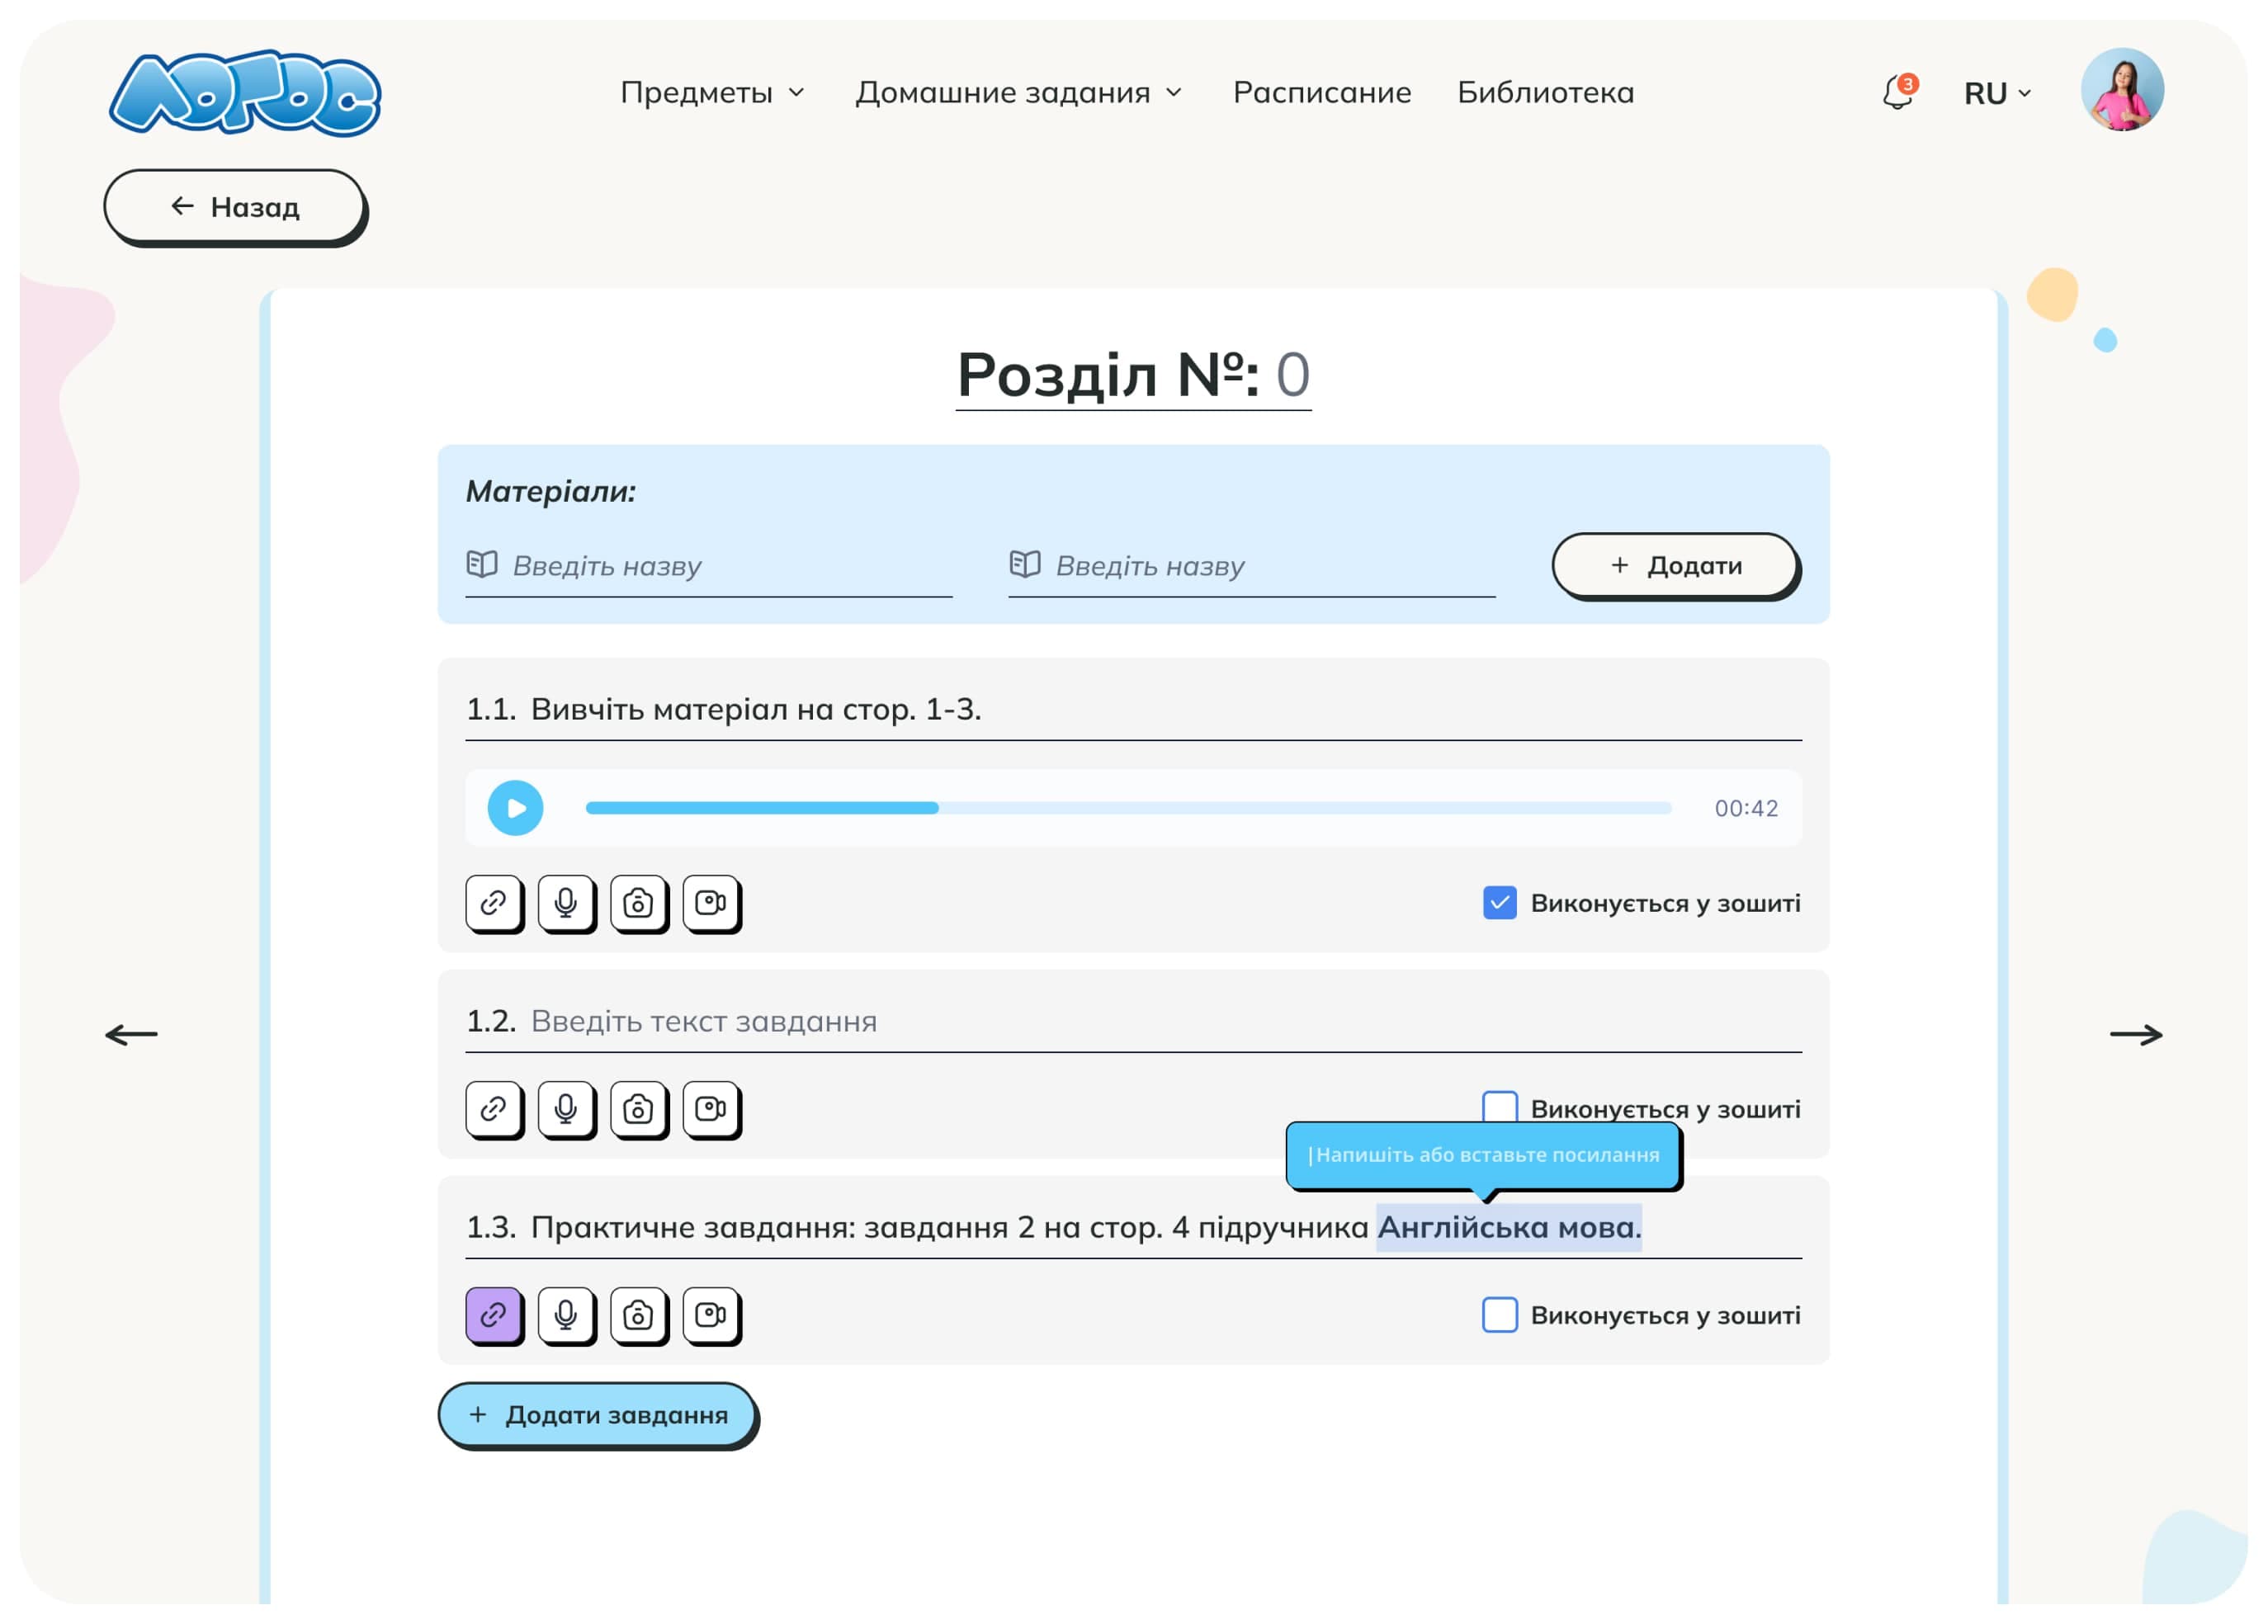 ЛОГОС
Предметы
Домашние задания
Расписание
Библиотека
3
RU
Назад
Розділ №: 0
Матеріали:
Введіть назву
Введіть назву
+ Додати
1.1. Вивчіть матеріал на стор. 1-3.
00:42
Виконується у зошиті
1.2. Введіть текст завдання
Виконується у зошиті
|Напишіть або вставьте посилання
1.3. Практичне завдання: завдання 2 на стор. 4 підручника Англійська мова.
Виконується у зошиті
+ Додати завдання